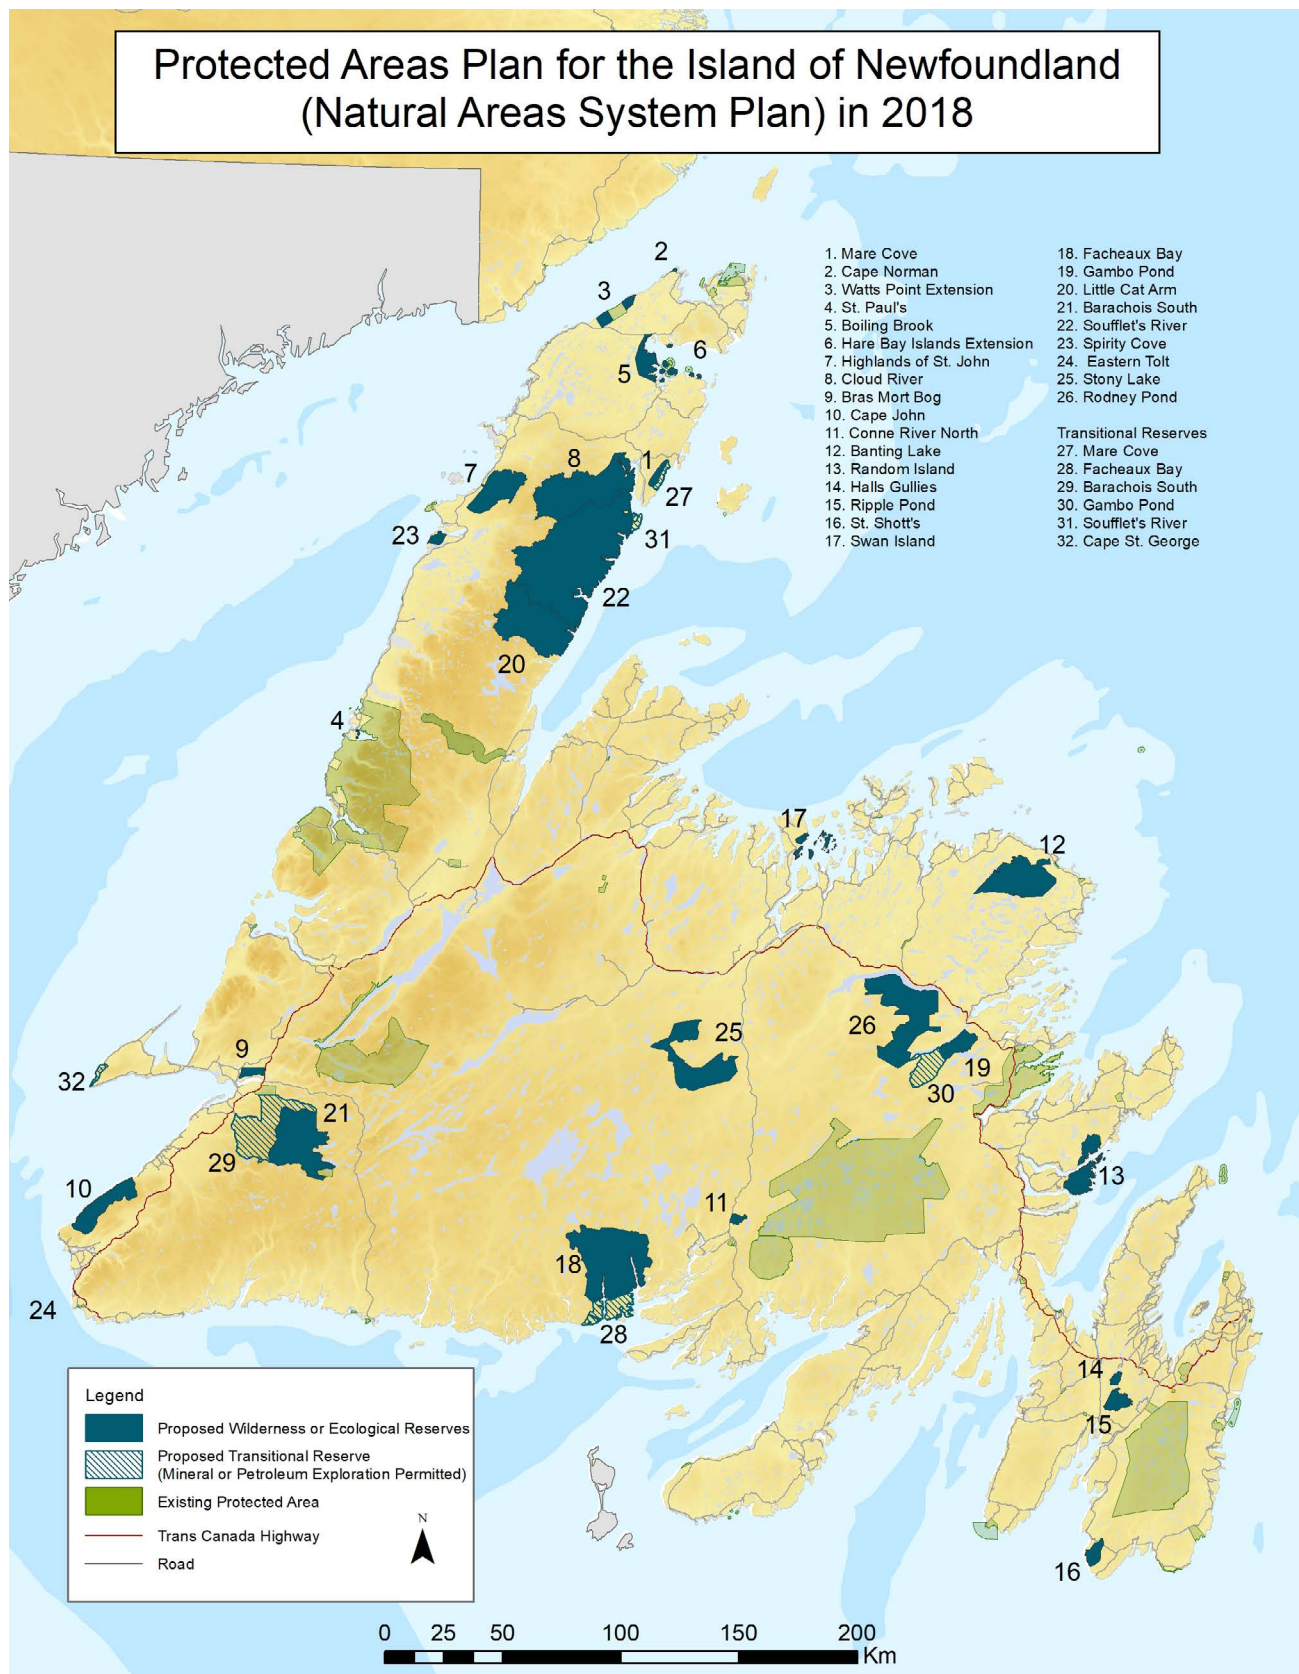 Protected Areas Plan for the Island of Newfoundland
(Natural Areas System Plan) in 2018
1. Mare Cove
2. Cape Norman
3. Watts Point Extension
4. St. Paul's
5. Boiling Brook
6. Hare Bay Islands Extension
7. Highlands of St. John
8. Cloud River
9. Bras Mort Bog
10. Cape John
11. Conne River North
12. Banting Lake
13. Random Island
14. Halls Gullies
15. Ripple Pond
16. St. Shott's
17. Swan Island
18. Facheaux Bay
19. Gambo Pond
20. Little Cat Arm
21. Barachois South
22. Soufflet's River
23. Spirity Cove
24. Eastern Tolt
25. Stony Lake
26. Rodney Pond
Transitional Reserves
27. Mare Cove
28. Facheaux Bay
29. Barachois South
30. Gambo Pond
31. Soufflet's River
32. Cape St. George
2
3
6
5
8
1
7
27
23
31
22
20
4
17
12
25
26
9
19
32
30
21
29
10
13
11
18
24
28
14
15
16
Legend
Proposed Wilderness or Ecological Reserves
Proposed Transitional Reserve
(Mineral or Petroleum Exploration Permitted)
Existing Protected Area
Trans Canada Highway
Road
N
0 25 50 100 150 200
Km